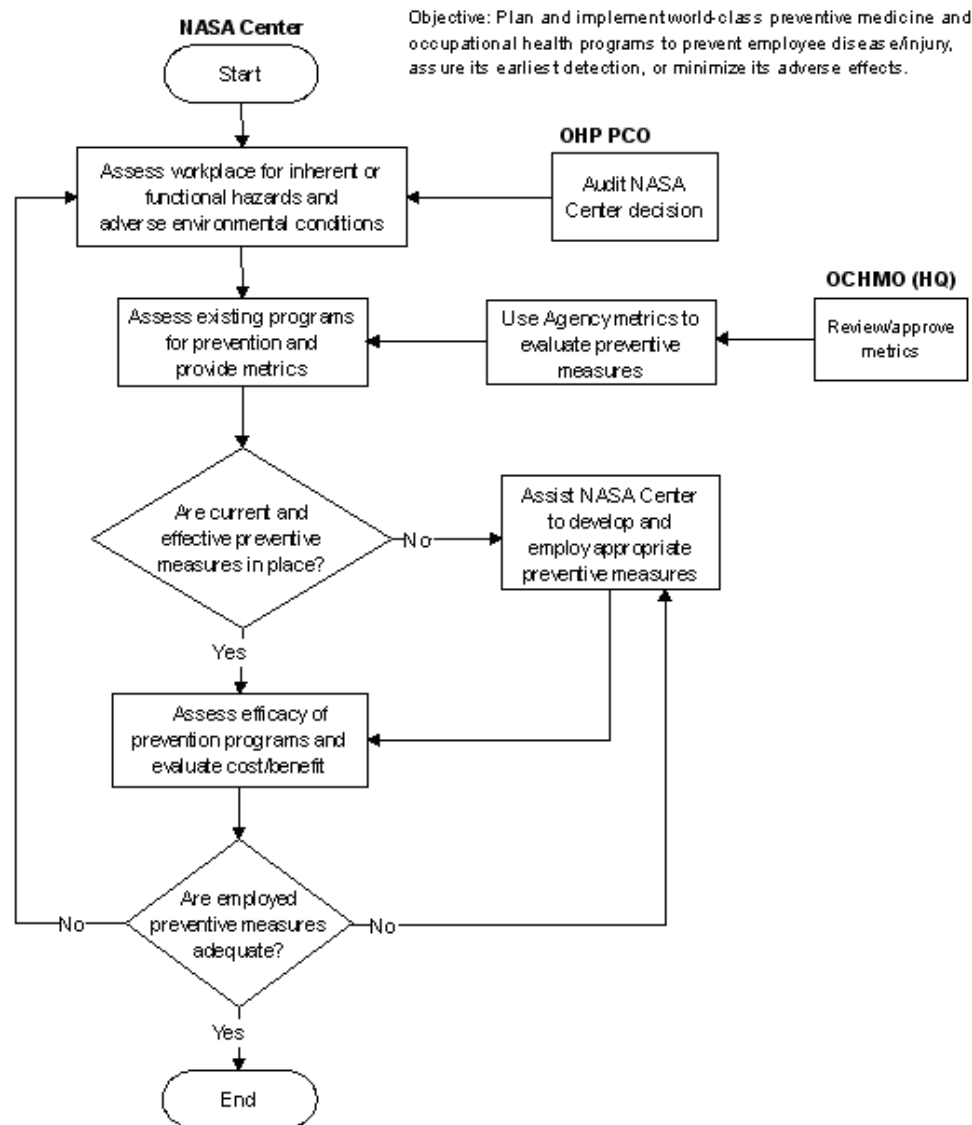 NASA Center
Objective: Plan and implement world-class preventive medicine and
occupational health programs to prevent employee disease/injury,
assure its earliest detection, or minimize its adverse effects.
Start
OHP PCO
Assess workplace for inherent or
functional hazards and
adverse environmental conditions
Audit NASA
Center decision
OCHMO (HQ)
Assess existing programs
for prevention and
provide metrics
Use Agency metrics to
evaluate preventive
measures
Review/approve
metrics
Are current and
effective preventive
measures in place?
No
Assist NASA Center
to develop and
employ appropriate
preventive measures
Yes
Assess efficacy of
prevention programs and
evaluate cost/benefit
Are employed
preventive measures
adequate?
No
No
Yes
End